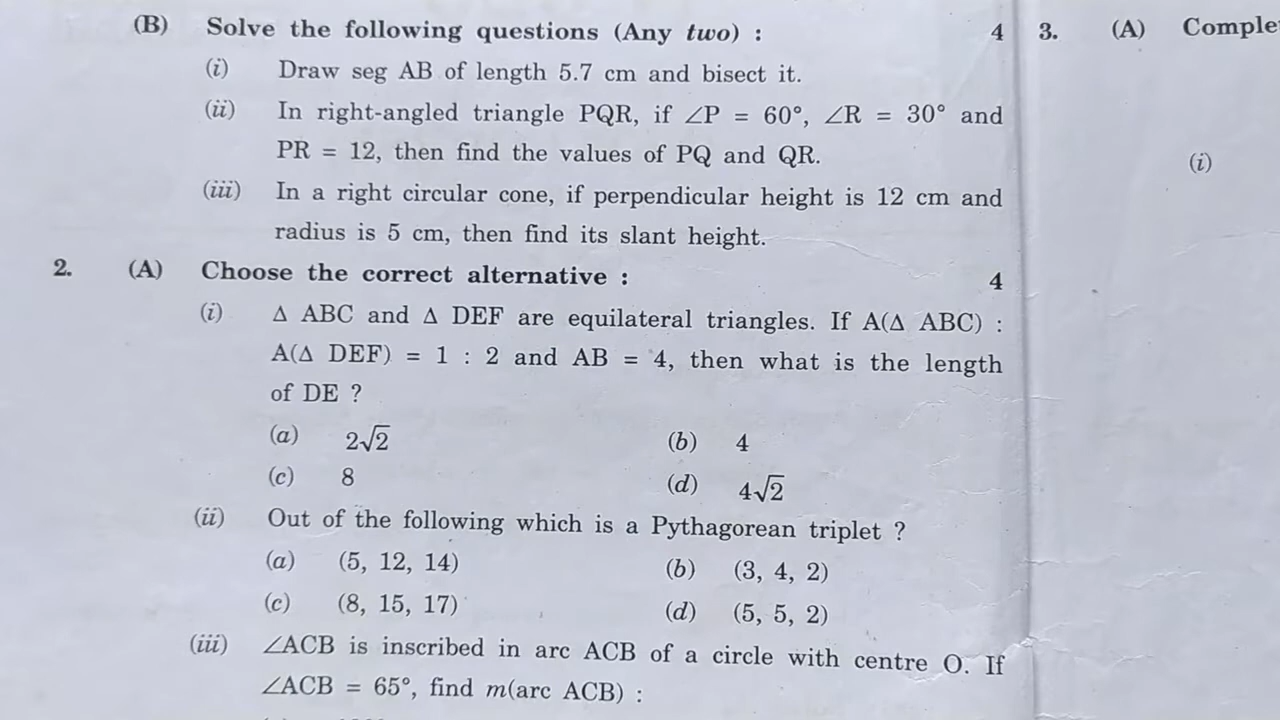 (B) Solve the following questions (Any two) : 4
(i) Draw seg AB of length 5.7 cm and bisect it.
(ii) In right-angled triangle PQR, if ∠P = 60°, ∠R = 30° and
PR = 12, then find the values of PQ and QR.
(iii) In a right circular cone, if perpendicular height is 12 cm and
radius is 5 cm, then find its slant height.
2. (A) Choose the correct alternative : 4
(i) Δ ABC and Δ DEF are equilateral triangles. If A(Δ ABC) :
A(Δ DEF) = 1 : 2 and AB = 4, then what is the length
of DE ?
(a) 2√2 (b) 4
(c) 8 (d) 4√2
(ii) Out of the following which is a Pythagorean triplet ?
(a) (5, 12, 14) (b) (3, 4, 2)
(c) (8, 15, 17) (d) (5, 5, 2)
(iii) ∠ACB is inscribed in arc ACB of a circle with centre O. If
∠ACB = 65°, find m(arc ACB) :
3. (A) Comple
(i)